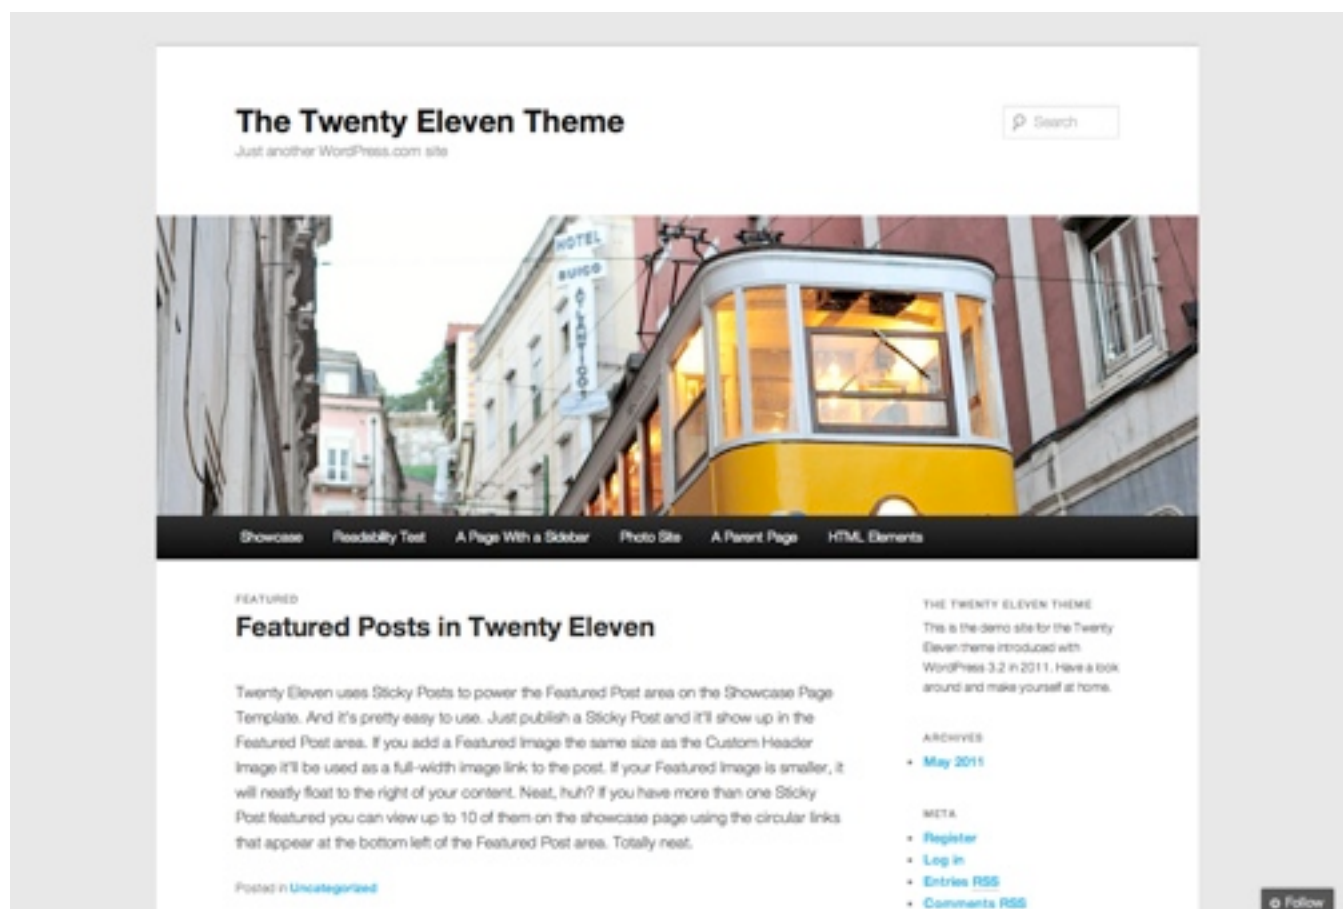 The Twenty Eleven Theme
Just another WordPress.com site
Search
HOTEL
SUICO
ATLANTICO
Showcase Readability Test A Page With a Sidebar Photo Site A Parent Page HTML Elements
FEATURED
Featured Posts in Twenty Eleven
Twenty Eleven uses Sticky Posts to power the Featured Post area on the Showcase Page
Template. And it's pretty easy to use. Just publish a Sticky Post and it'll show up in the
Featured Post area. If you add a Featured Image the same size as the Custom Header
Image it'll be used as a full-width image link to the post. If your Featured Image is smaller, it
will neatly float to the right of your content. Neat, huh? If you have more than one Sticky
Post featured you can view up to 10 of them on the showcase page using the circular links
that appear at the bottom left of the Featured Post area. Totally neat.
Posted in Uncategorized
THE TWENTY ELEVEN THEME
This is the demo site for the Twenty
Eleven theme introduced with
WordPress 3.2 in 2011. Have a look
around and make yourself at home.
ARCHIVES
May 2011
META
Register
Log in
Entries RSS
Comments RSS
Follow